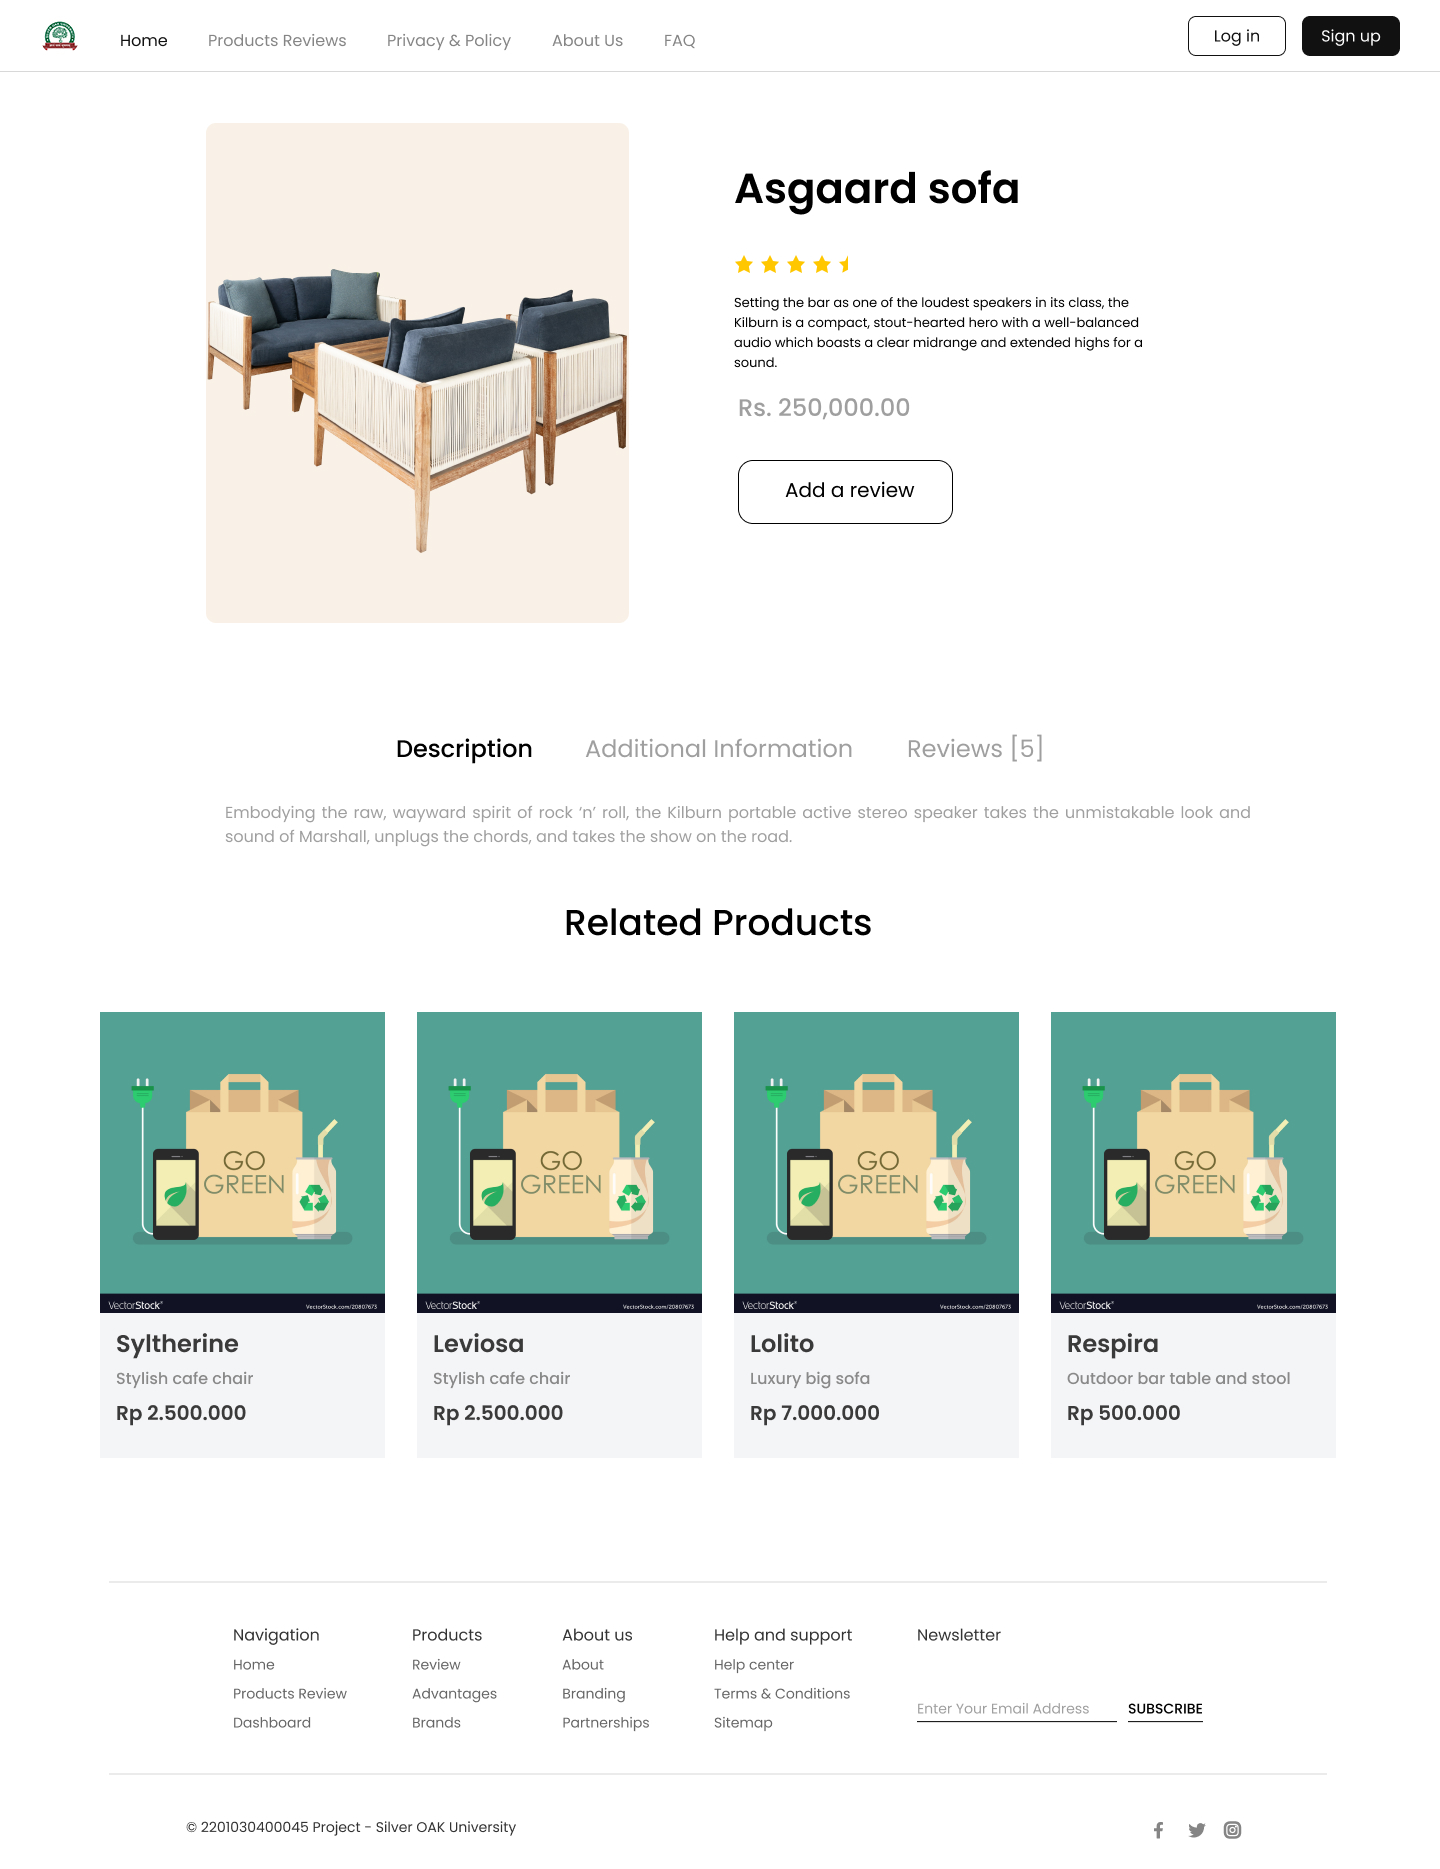 Home Products Reviews Privacy & Policy About Us FAQ Log in Sign up
Asgaard sofa
Setting the bar as one of the loudest speakers in its class, the
Kilburn is a compact, stout-hearted hero with a well-balanced
audio which boasts a clear midrange and extended highs for a
sound.
Rs. 250,000.00
Add a review
Description Additional Information Reviews [5]
Embodying the raw, wayward spirit of rock ‘n’ roll, the Kilburn portable active stereo speaker takes the unmistakable look and
sound of Marshall, unplugs the chords, and takes the show on the road.
Related Products
GO
GREEN
VectorStock® VectorStock.com/20807673
Syltherine
Stylish cafe chair
Rp 2.500.000
GO
GREEN
VectorStock® VectorStock.com/20807673
Leviosa
Stylish cafe chair
Rp 2.500.000
GO
GREEN
VectorStock® VectorStock.com/20807673
Lolito
Luxury big sofa
Rp 7.000.000
GO
GREEN
VectorStock® VectorStock.com/20807673
Respira
Outdoor bar table and stool
Rp 500.000
Navigation
Home
Products Review
Dashboard
Products
Review
Advantages
Brands
About us
About
Branding
Partnerships
Help and support
Help center
Terms & Conditions
Sitemap
Newsletter
Enter Your Email Address SUBSCRIBE
© 2201030400045 Project - Silver OAK University